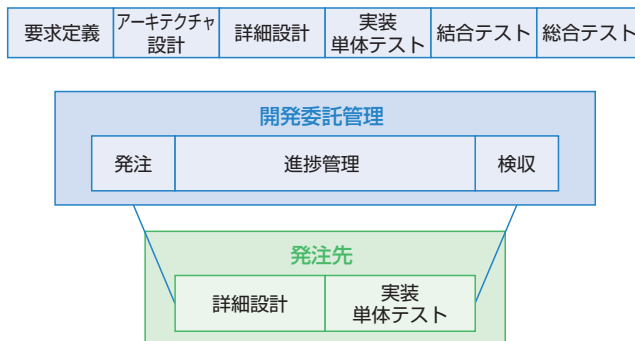 要求定義
アーキテクチャ
設計
詳細設計
実装
単体テスト
結合テスト
総合テスト
開発委託管理
発注
進捗管理
検収
発注先
詳細設計
実装
単体テスト